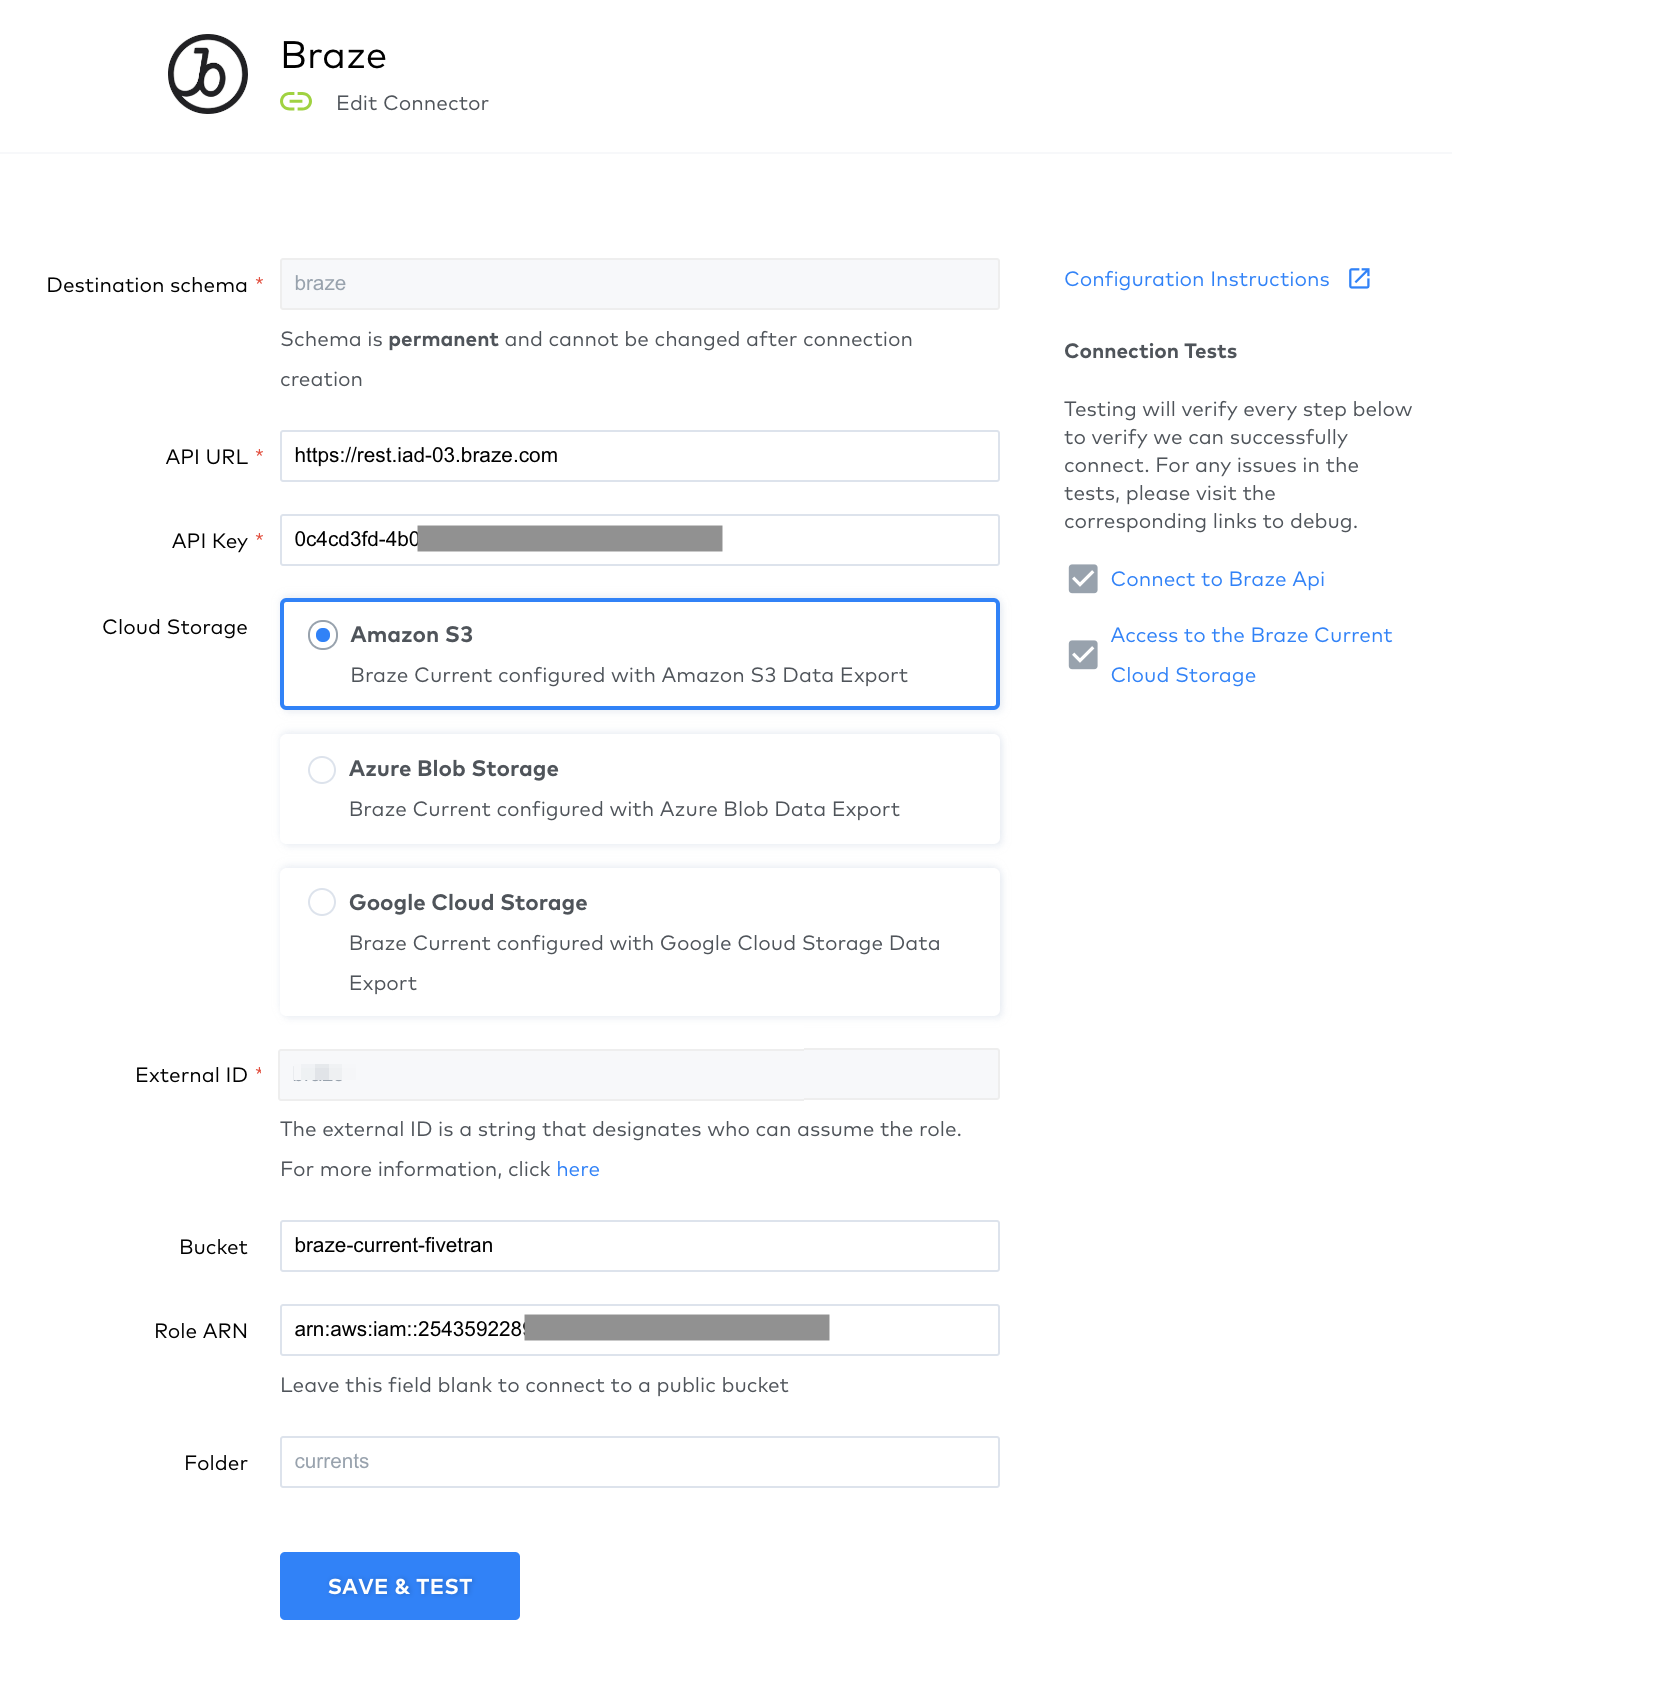 Braze
Edit Connector
Destination schema *
braze
Schema is permanent and cannot be changed after connection
creation
API URL *
https://rest.iad-03.braze.com
API Key *
0c4cd3fd-4b0
Cloud Storage
Amazon S3
Braze Current configured with Amazon S3 Data Export
Azure Blob Storage
Braze Current configured with Azure Blob Data Export
Google Cloud Storage
Braze Current configured with Google Cloud Storage Data
Export
External ID *
The external ID is a string that designates who can assume the role.
For more information, click here
Bucket
braze-current-fivetran
Role ARN
arn:aws:iam::254359228
Leave this field blank to connect to a public bucket
Folder
currents
SAVE & TEST
Configuration Instructions
Connection Tests
Testing will verify every step below
to verify we can successfully
connect. For any issues in the
tests, please visit the
corresponding links to debug.
Connect to Braze Api
Access to the Braze Current
Cloud Storage